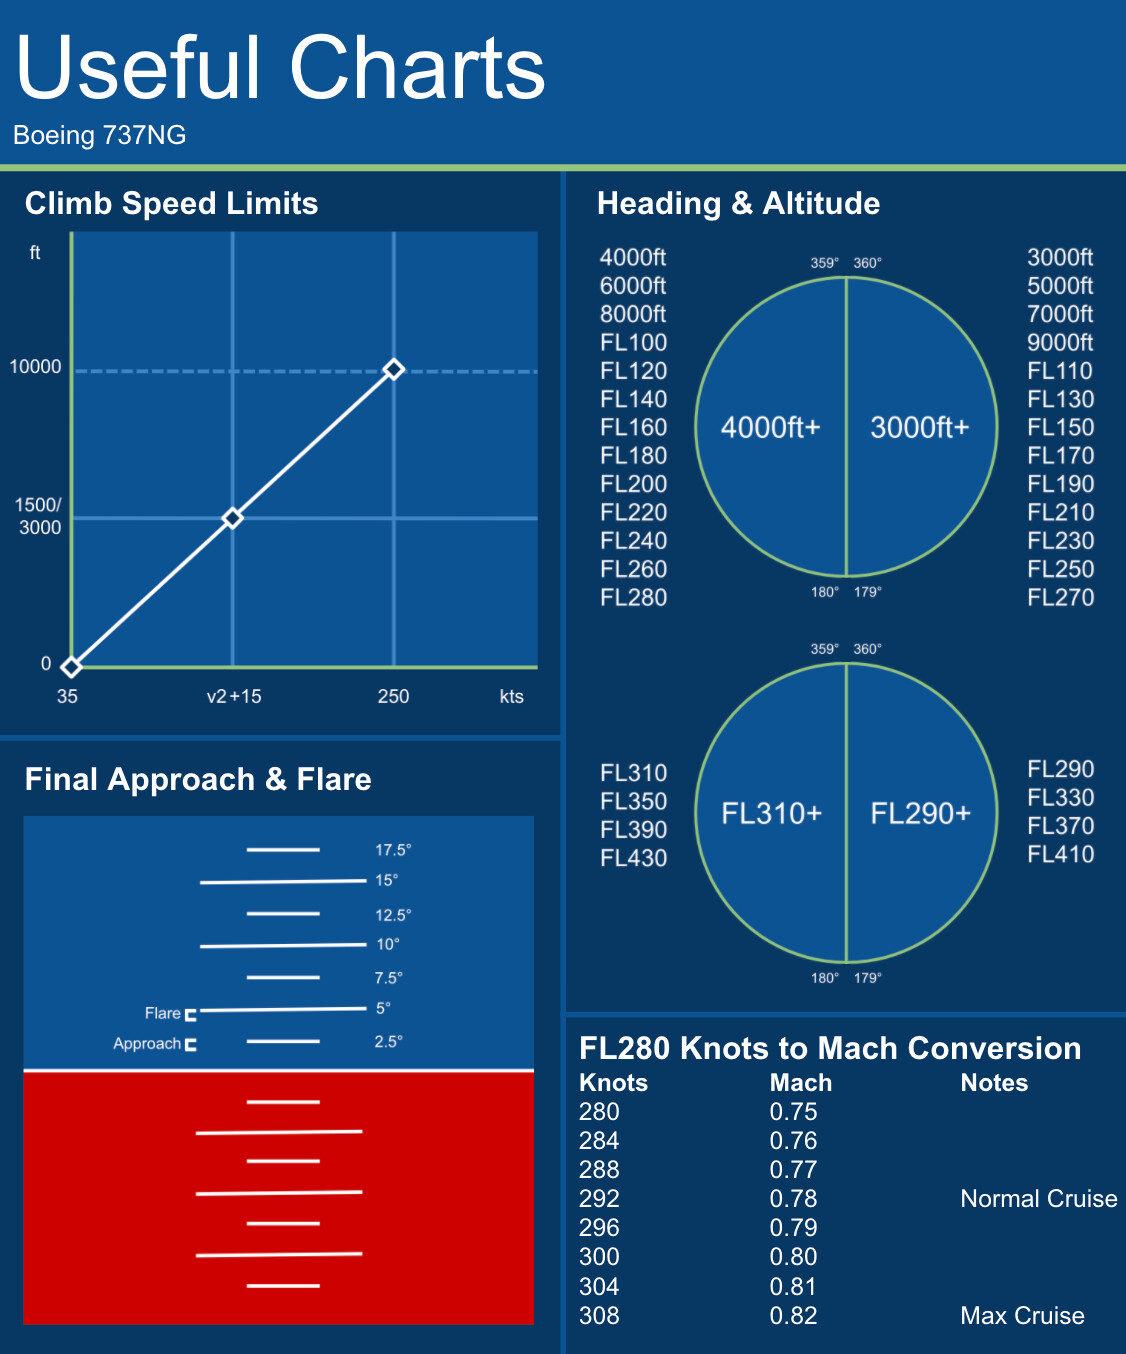 Useful Charts
Boeing 737NG
Climb Speed Limits
ft
10000
1500/
3000
0
35
v2+15
250
kts
Final Approach & Flare
17.5°
15°
12.5°
10°
7.5°
Flare
5°
Approach
2.5°
Heading & Altitude
4000ft
6000ft
8000ft
FL100
FL120
FL140
FL160
FL180
FL200
FL220
FL240
FL260
FL280
359° 360°
4000ft+ 3000ft+
180° 179°
3000ft
5000ft
7000ft
9000ft
FL110
FL130
FL150
FL170
FL190
FL210
FL230
FL250
FL270
359° 360°
FL310
FL350
FL390
FL430
FL310+ FL290+
FL290
FL330
FL370
FL410
180° 179°
FL280 Knots to Mach Conversion
Knots Mach Notes
280 0.75
284 0.76
288 0.77
292 0.78 Normal Cruise
296 0.79
300 0.80
304 0.81
308 0.82 Max Cruise